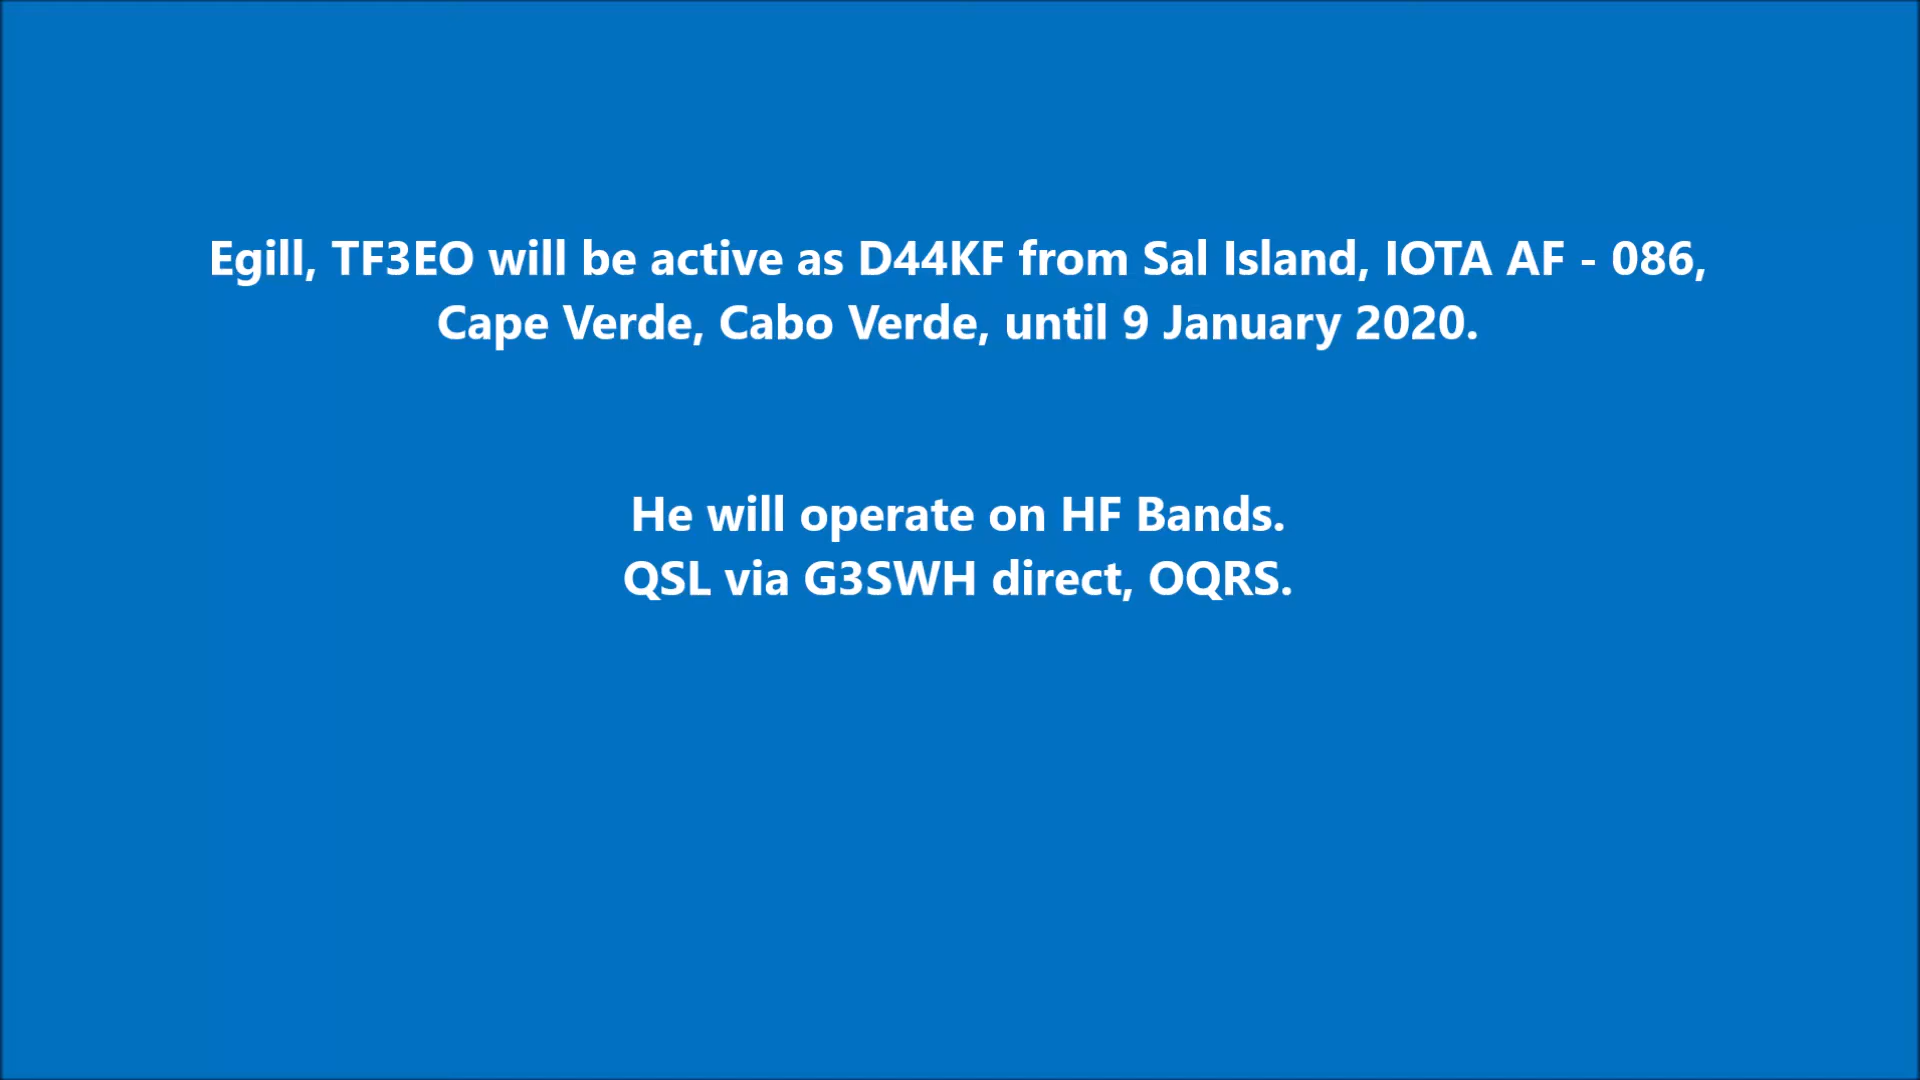 Egill, TF3EO will be active as D44KF from Sal Island, IOTA AF - 086,
Cape Verde, Cabo Verde, until 9 January 2020.
He will operate on HF Bands.
QSL via G3SWH direct, OQRS.